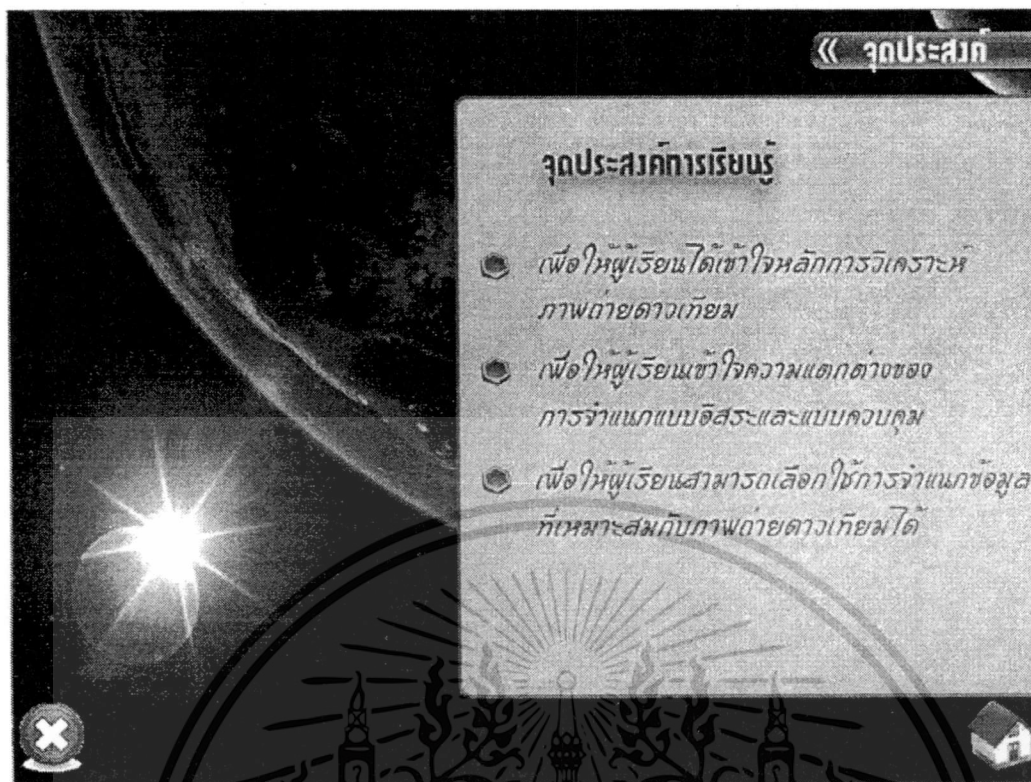 « จุดประสงค์
จุดประสงค์การเรียนรู้
เพื่อให้ผู้เรียนได้เข้าใจหลักการวิเคราะห์
ภาพถ่ายดาวเทียม
เพื่อให้ผู้เรียนเข้าใจความแตกต่างของ
การจำแนกแบบอิสระและแบบควบคุม
เพื่อให้ผู้เรียนสามารถเลือกใช้การจำแนกข้อมูล
ที่เหมาะสมกับภาพถ่ายดาวเทียมได้